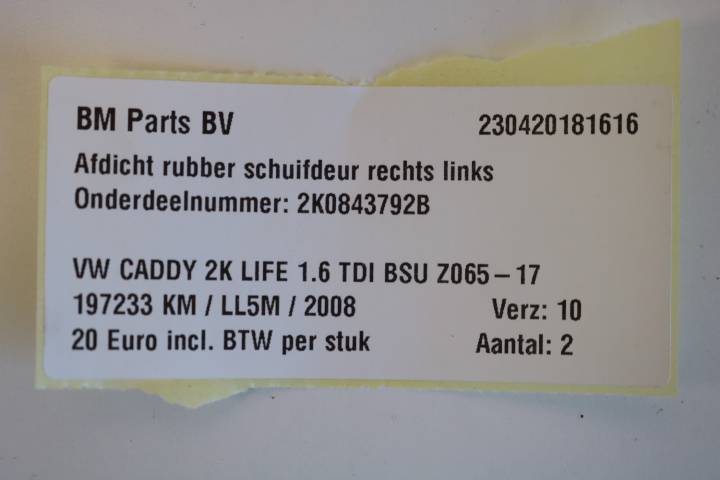 BM Parts BV 230420181616
Afdicht rubber schuifdeur rechts links
Onderdeelnummer: 2K0843792B
VW CADDY 2K LIFE 1.6 TDI BSU Z065-17
197233 KM / LL5M / 2008 Verz: 10
20 Euro incl. BTW per stuk Aantal: 2